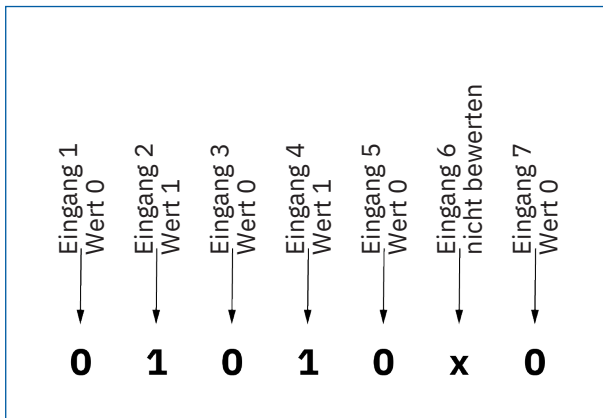 Eingang 1
Wert 0
Eingang 2
Wert 1
Eingang 3
Wert 0
Eingang 4
Wert 1
Eingang 5
Wert 0
Eingang 6
nicht bewerten
Eingang 7
Wert 0
0 1 0 1 0 x 0